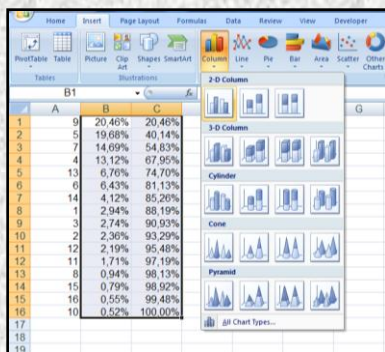 Home Insert Page Layout Formulas Data Review View Developer
PivotTable Table Picture Clip Art Shapes SmartArt Column Line Pie Bar Area Scatter Other Charts
Tables Illustrations
B1 fx
A B C G
1 9 20,46% 20,46%
2 5 19,68% 40,14%
3 7 14,69% 54,83%
4 4 13,12% 67,95%
5 13 6,76% 74,70%
6 6 6,43% 81,13%
7 14 4,12% 85,26%
8 1 2,94% 88,19%
9 3 2,74% 90,93%
10 2 2,36% 93,29%
11 12 2,19% 95,48%
12 11 1,71% 97,19%
13 8 0,94% 98,13%
14 15 0,79% 98,92%
15 16 0,55% 99,48%
16 10 0,52% 100,00%
17
18
19
2-D Column
3-D Column
Cylinder
Cone
Pyramid
All Chart Types...